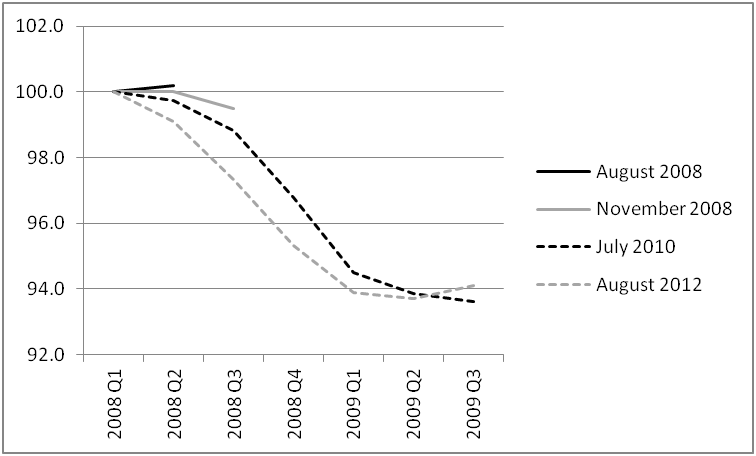 102.0
100.0
98.0
96.0
94.0
92.0
2008 Q1
2008 Q2
2008 Q3
2008 Q4
2009 Q1
2009 Q2
2009 Q3
August 2008
November 2008
July 2010
August 2012